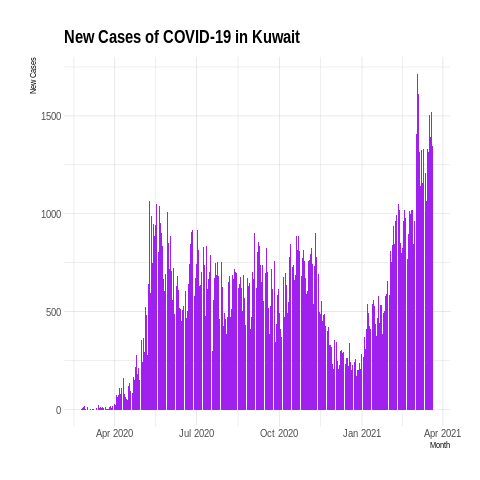 New Cases of COVID-19 in Kuwait
New Cases
1500
1000
500
0
Apr 2020 Jul 2020 Oct 2020 Jan 2021 Apr 2021
Month